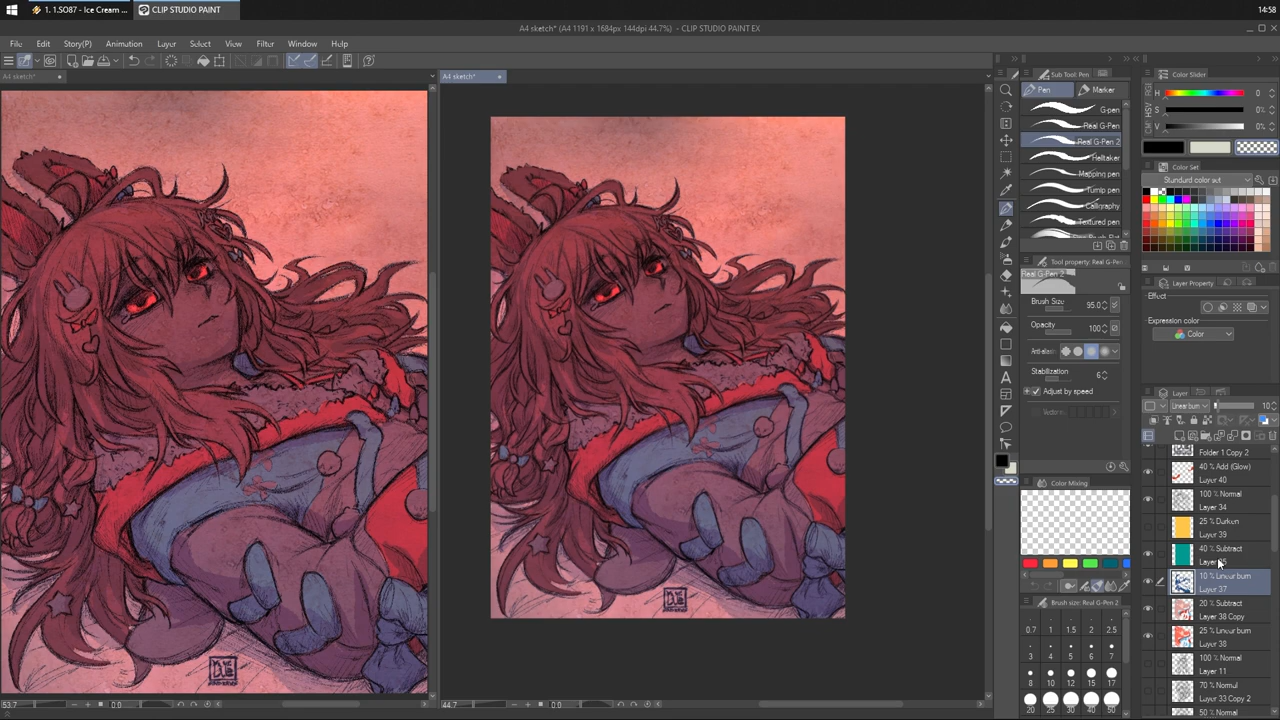 1. 1.SO87 - Ice Cream ...
CLIP STUDIO PAINT
14:58
A4 sketch* (A4 1191 x 1684px 144dpi 44.7%) - CLIP STUDIO PAINT EX
File Edit Story(P) Animation Layer Select View Filter Window Help
A4 sketch*
A4 sketch*
53.7
0.0
44.7
0.0
Sub Tool: Pen
Pen
Marker
G-pen
Real G-Pen
Real G-Pen 2
Helltaker
Mapping pen
Turnip pen
Calligraphy
Textured pen
Tool property: Real G-Pen
Real G-Pen 2
Brush Size 95.0
Opacity 100
Anti-alias
Stabilization 6
Adjust by speed
Color Mixing
Brush size: Real G-Pen 2
0.7 1 1.5 2 2.5
3 4 5 6 7
8 10 12 15 17
20 25 30 40 50
Color Slider
H 0
S 0%
V 0%
Color Set
Standard color set
Layer Property
Effect
Expression color
Color
Layer
Linear burn
10
Folder 1 Copy 2
40 % Add (Glow)
Layer 40
100 % Normal
Layer 34
25 % Darken
Layer 39
40 % Subtract
10 % Linear burn
Layer 37
20 % Subtract
Layer 38 Copy
25 % Linear burn
Layer 38
100 % Normal
Layer 11
70 % Normal
Layer 33 Copy 2
50 % Normal